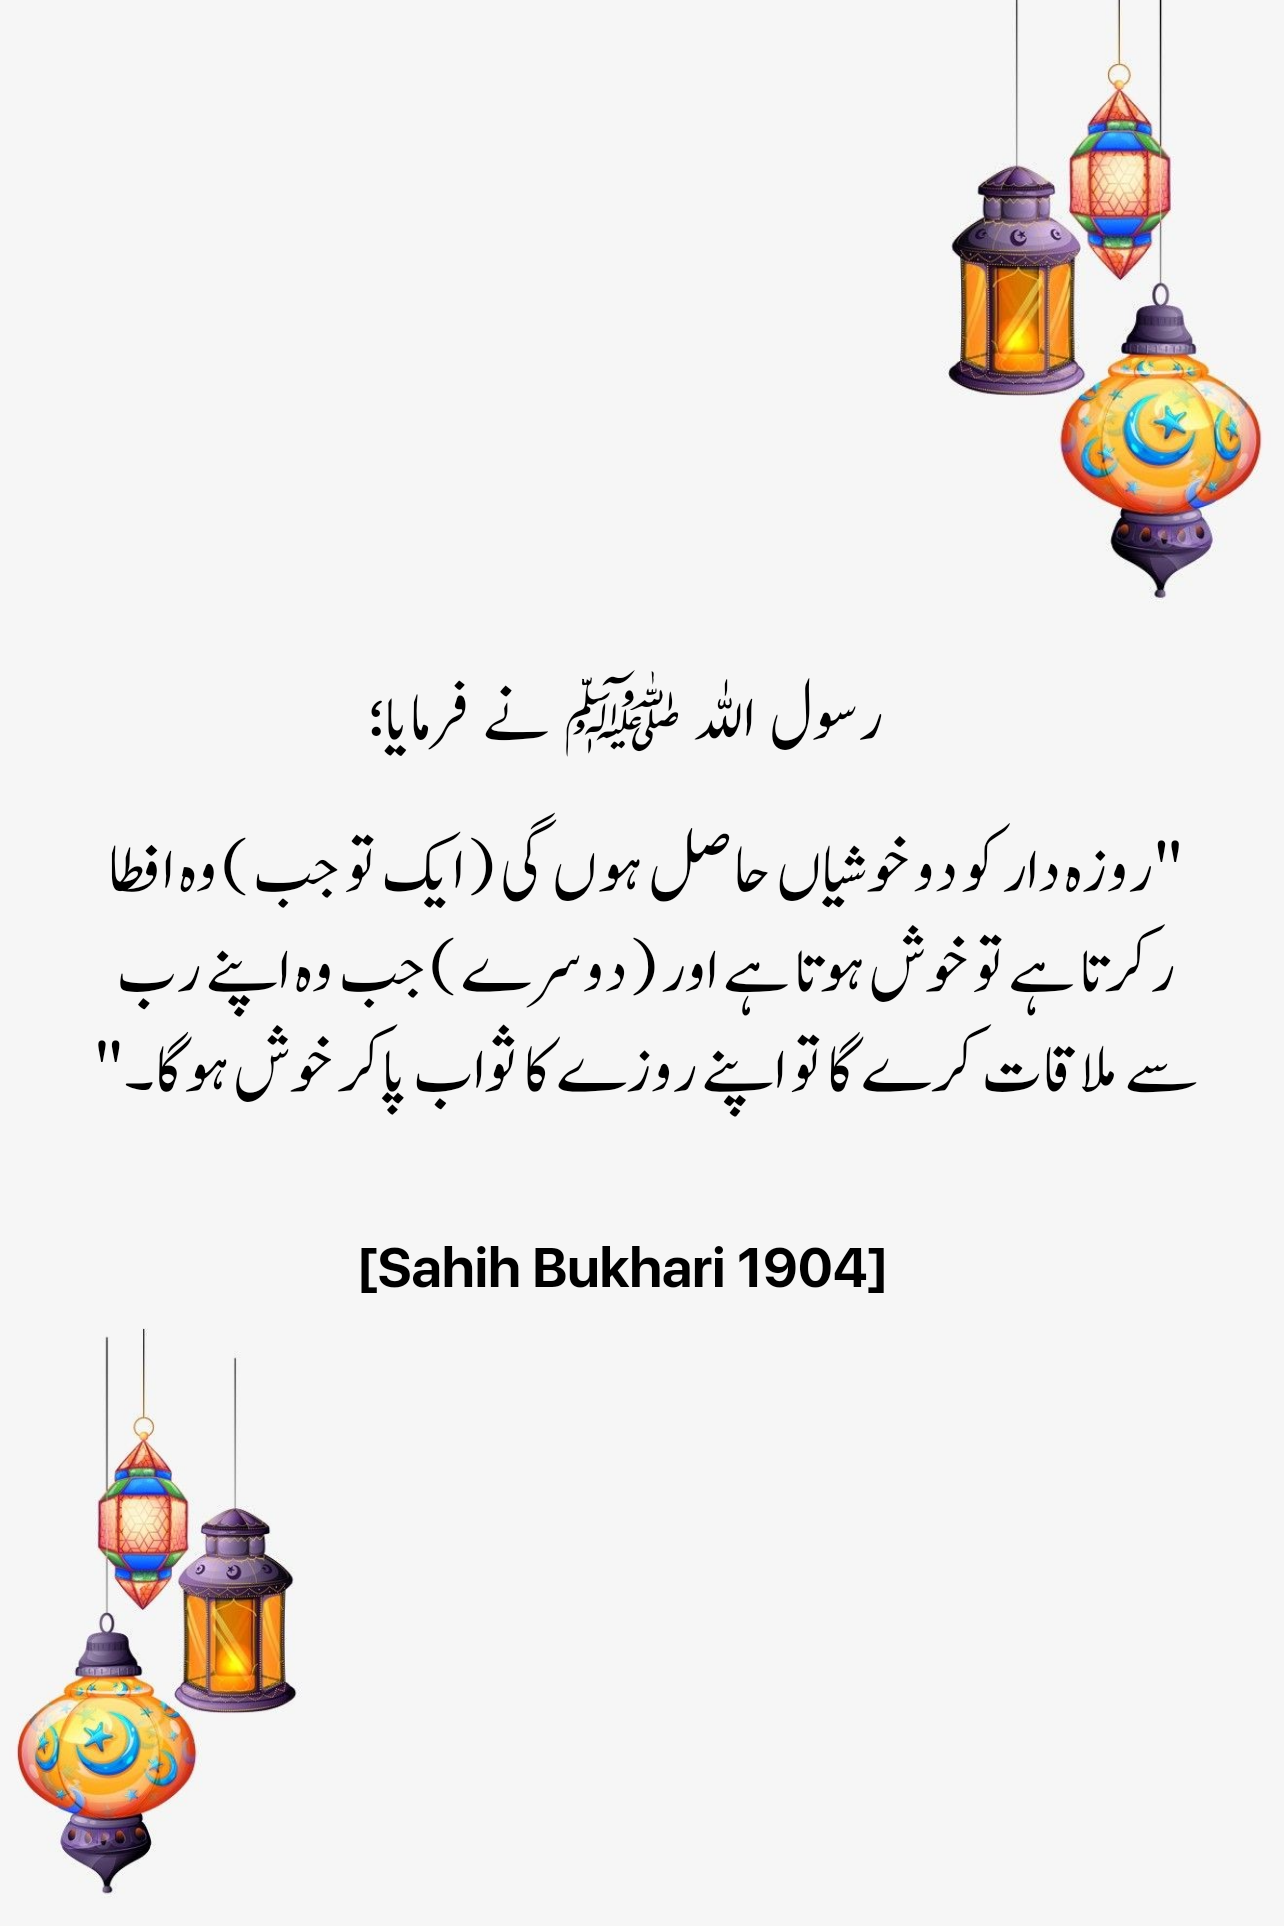 رسول اللہ ﷺ نے فرمایا؛
"روزہ دار کو دو خوشیاں حاصل ہوں گی (ایک تو جب) وہ افطا
ر کرتا ہے تو خوش ہوتا ہے اور (دوسرے) جب وہ اپنے رب
سے ملاقات کرے گا تو اپنے روزے کا ثواب پا کر خوش ہوگا۔"
[Sahih Bukhari 1904]